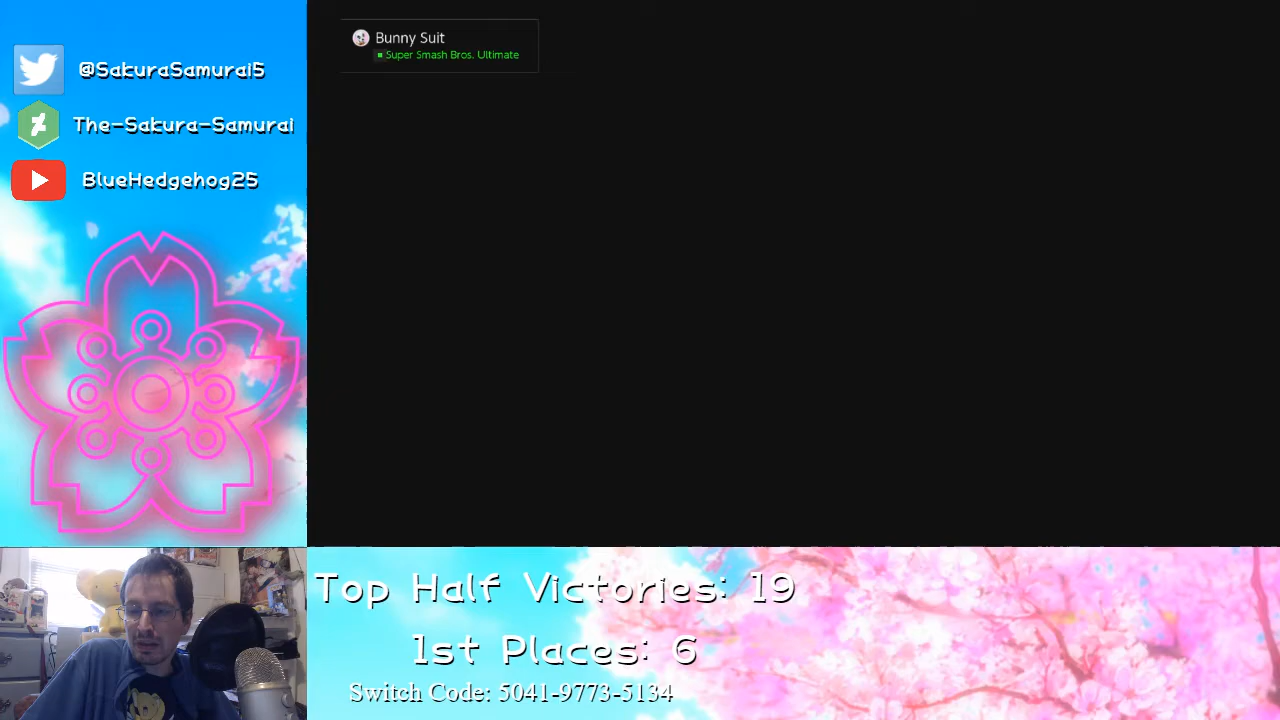 @SakuraSamurai5
The-Sakura-Samurai
BlueHedgehog25
Bunny Suit
Super Smash Bros. Ultimate
Top Half Victories: 19
1st Places: 6
Switch Code: 5041-9773-5134